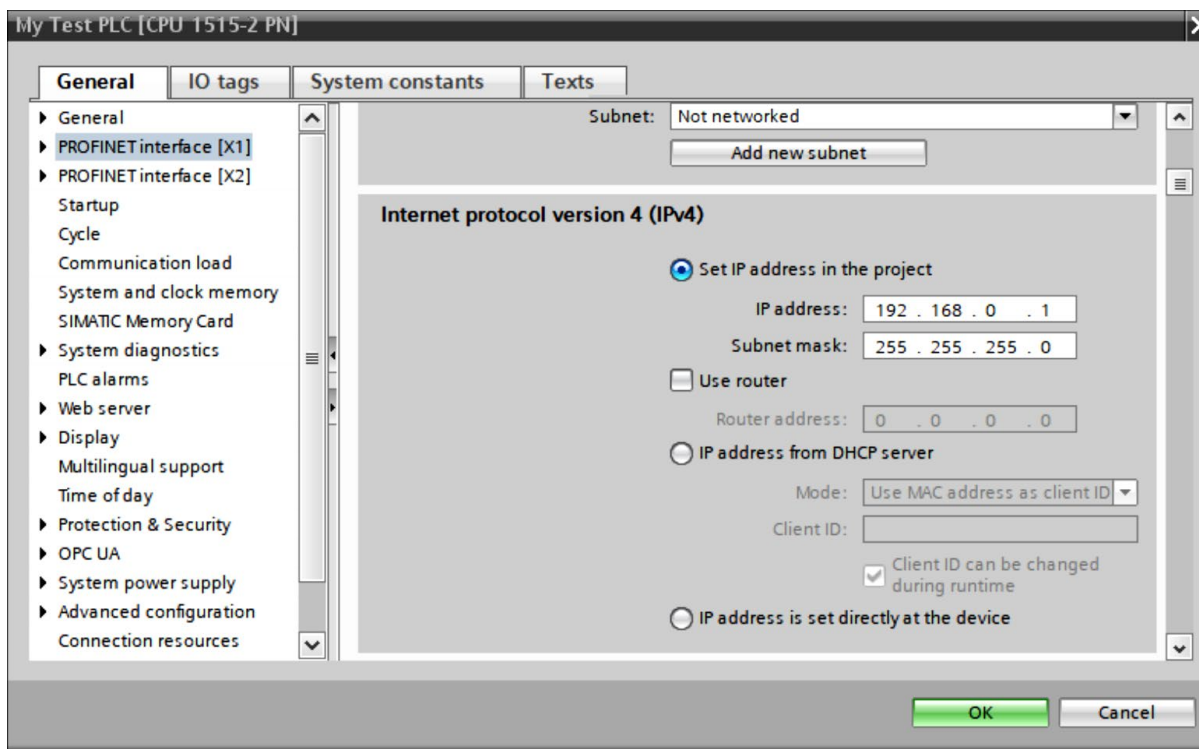 My Test PLC [CPU 1515-2 PN]
General
IO tags
System constants
Texts
General
PROFINET interface [X1]
PROFINET interface [X2]
Startup
Cycle
Communication load
System and clock memory
SIMATIC Memory Card
System diagnostics
PLC alarms
Web server
Display
Multilingual support
Time of day
Protection & Security
OPC UA
System power supply
Advanced configuration
Connection resources
Subnet: Not networked
Add new subnet
Internet protocol version 4 (IPv4)
Set IP address in the project
IP address: 192 . 168 . 0 . 1
Subnet mask: 255 . 255 . 255 . 0
Use router
Router address: 0 . 0 . 0 . 0
IP address from DHCP server
Mode: Use MAC address as client ID
Client ID:
Client ID can be changed
during runtime
IP address is set directly at the device
OK
Cancel